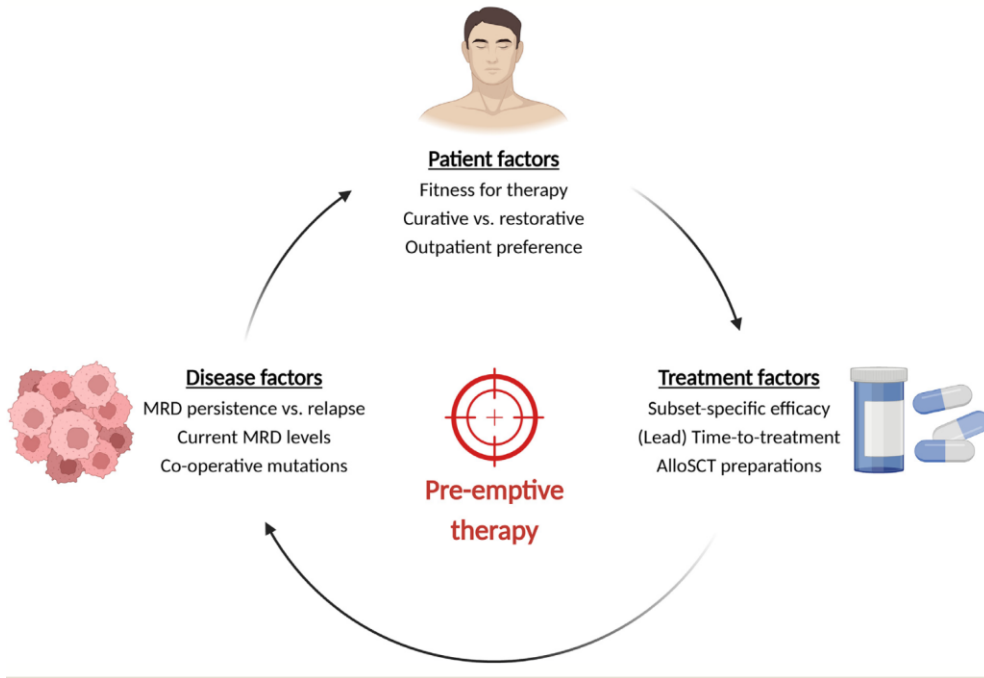 Patient factors
Fitness for therapy
Curative vs. restorative
Outpatient preference
Disease factors
MRD persistence vs. relapse
Current MRD levels
Co-operative mutations
Pre-emptive
therapy
Treatment factors
Subset-specific efficacy
(Lead) Time-to-treatment
AlloSCT preparations